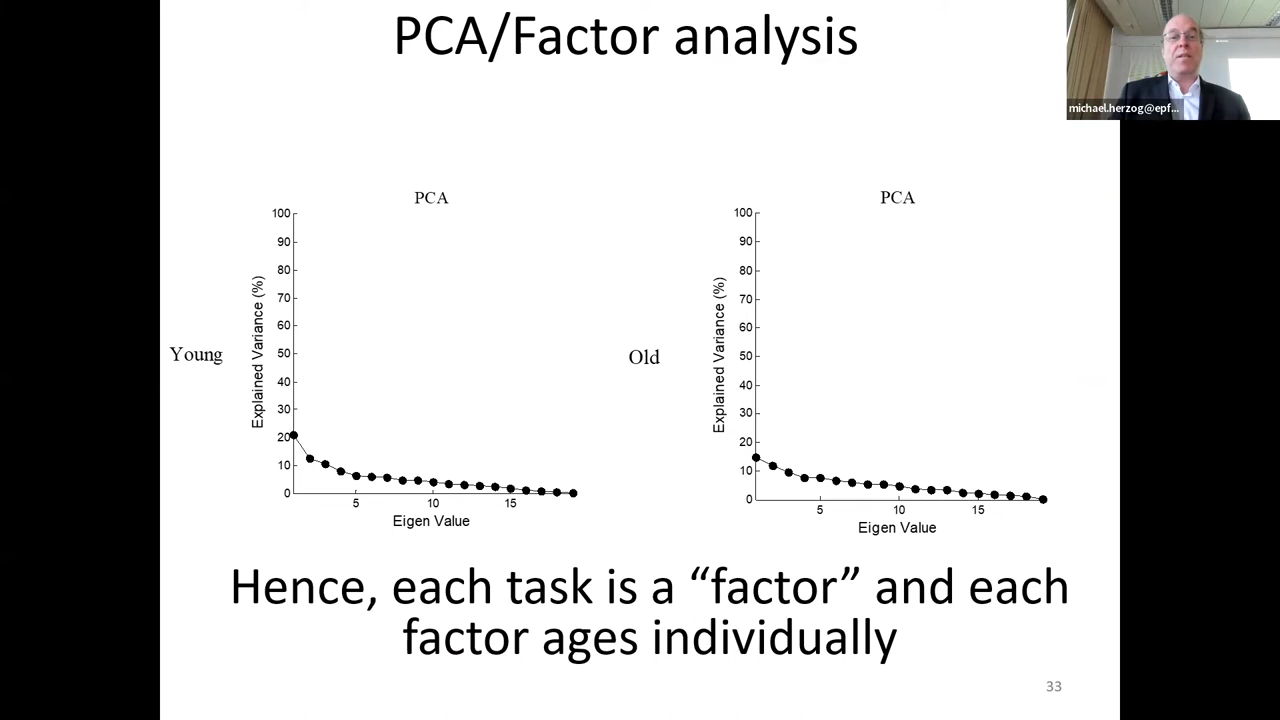 PCA/Factor analysis
michael.herzog@epf...
PCA
PCA
100
90
80
70
60
50
40
30
20
10
0
Explained Variance (%)
Young
5
10
15
Eigen Value
100
90
80
70
60
50
40
30
20
10
0
Explained Variance (%)
Old
5
10
15
Eigen Value
Hence, each task is a “factor” and each
factor ages individually
33